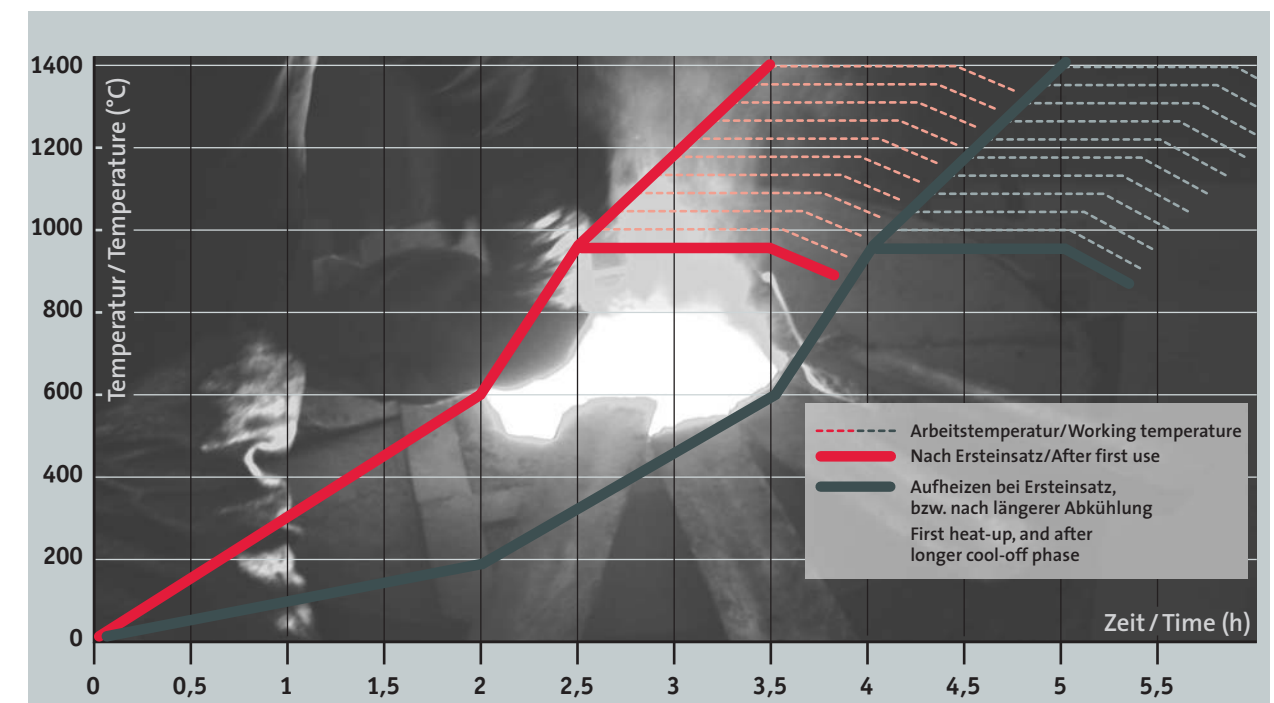 1400
1200
1000
800
600
400
200
0
Temperatur / Temperature (°C)
Arbeitstemperatur/Working temperature
Nach Ersteinsatz/After first use
Aufheizen bei Ersteinsatz,
bzw. nach längerer Abkühlung
First heat-up, and after
longer cool-off phase
Zeit / Time (h)
0 0,5 1 1,5 2 2,5 3 3,5 4 4,5 5 5,5